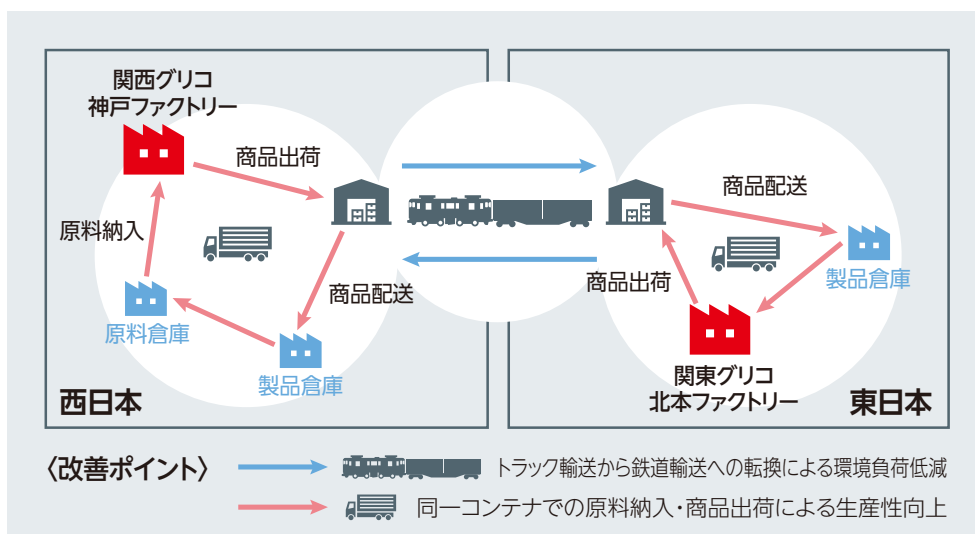 関西グリコ
神戸ファクトリー
商品出荷
原料納入
商品配送
原料倉庫
製品倉庫
西日本
商品配送
商品出荷
製品倉庫
関東グリコ
北本ファクトリー
東日本
〈改善ポイント〉
トラック輸送から鉄道輸送への転換による環境負荷低減
同一コンテナでの原料納入・商品出荷による生産性向上